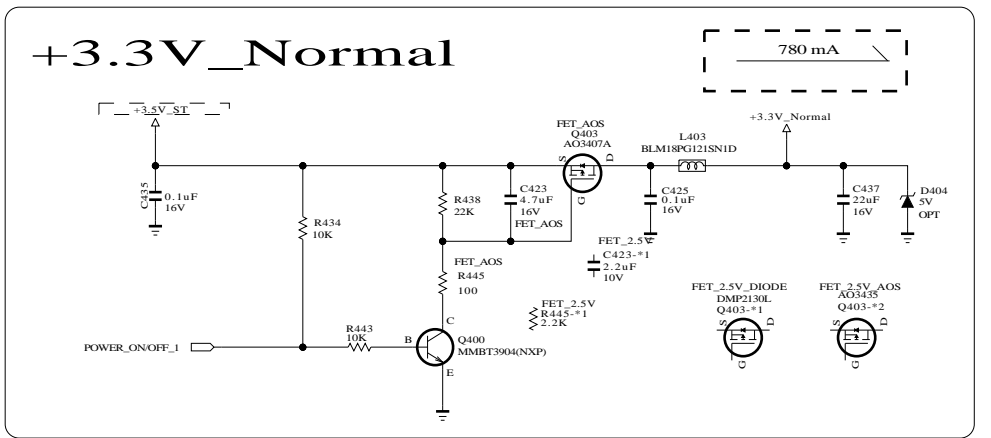 +3.3V_Normal
780 mA
+3.5V_ST
+3.3V_Normal
FET_AOS
Q403
AO3407A
L403
BLM18PG121SN1D
S
D
G
C435
0.1uF
16V
R434
10K
R438
22K
C423
4.7uF
16V
FET_AOS
C425
0.1uF
16V
C437
22uF
16V
D404
5V
OPT
FET_2.5V
C423-*1
2.2uF
10V
FET_AOS
R445
100
FET_2.5V
R445-*1
2.2K
FET_2.5V_DIODE
DMP2130L
Q403-*1
S
D
G
FET_2.5V_AOS
AO3435
Q403-*2
S
D
G
POWER_ON/OFF_1
R443
10K
B
C
E
Q400
MMBT3904(NXP)